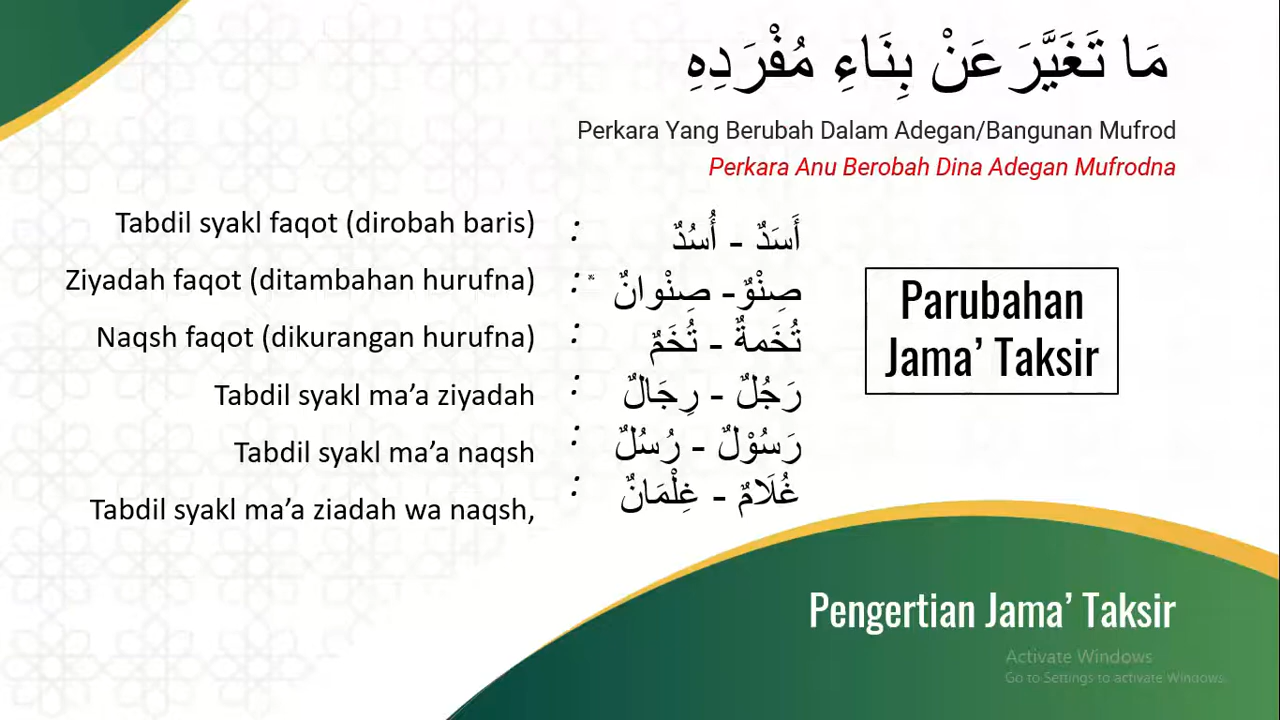 مَا تَغَيَّرَ عَنْ بِنَاءِ مُفْرَدِهِ
Perkara Yang Berubah Dalam Adegan/Bangunan Mufrod
Perkara Anu Berobah Dina Adegan Mufrodna
Parubahan
Jama’ Taksir
أَسَدٌ - أُسُدٌ : Tabdil syakl faqot (dirobah baris)
صِنْوٌ- صِنْوانٌ : Ziyadah faqot (ditambahan hurufna)
تُخَمةٌ - تُخَمٌ : Naqsh faqot (dikurangan hurufna)
رَجُلٌ - رِجَالٌ : Tabdil syakl ma’a ziyadah
رَسُوْلٌ - رُسُلٌ : Tabdil syakl ma’a naqsh
غُلَامٌ - غِلْمَانٌ : Tabdil syakl ma’a ziadah wa naqsh,
Pengertian Jama’ Taksir
Activate Windows
Go to Settings to activate Windows.